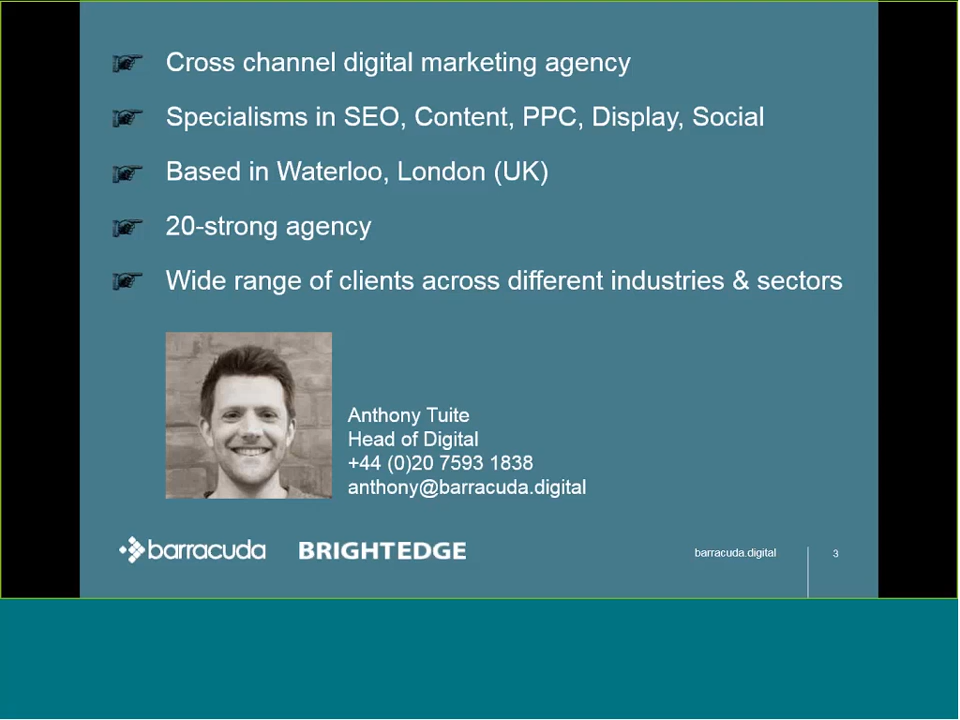 Cross channel digital marketing agency
Specialisms in SEO, Content, PPC, Display, Social
Based in Waterloo, London (UK)
20-strong agency
Wide range of clients across different industries & sectors
Anthony Tuite
Head of Digital
+44 (0)20 7593 1838
anthony@barracuda.digital
barracuda BRIGHTEDGE barracuda.digital 3